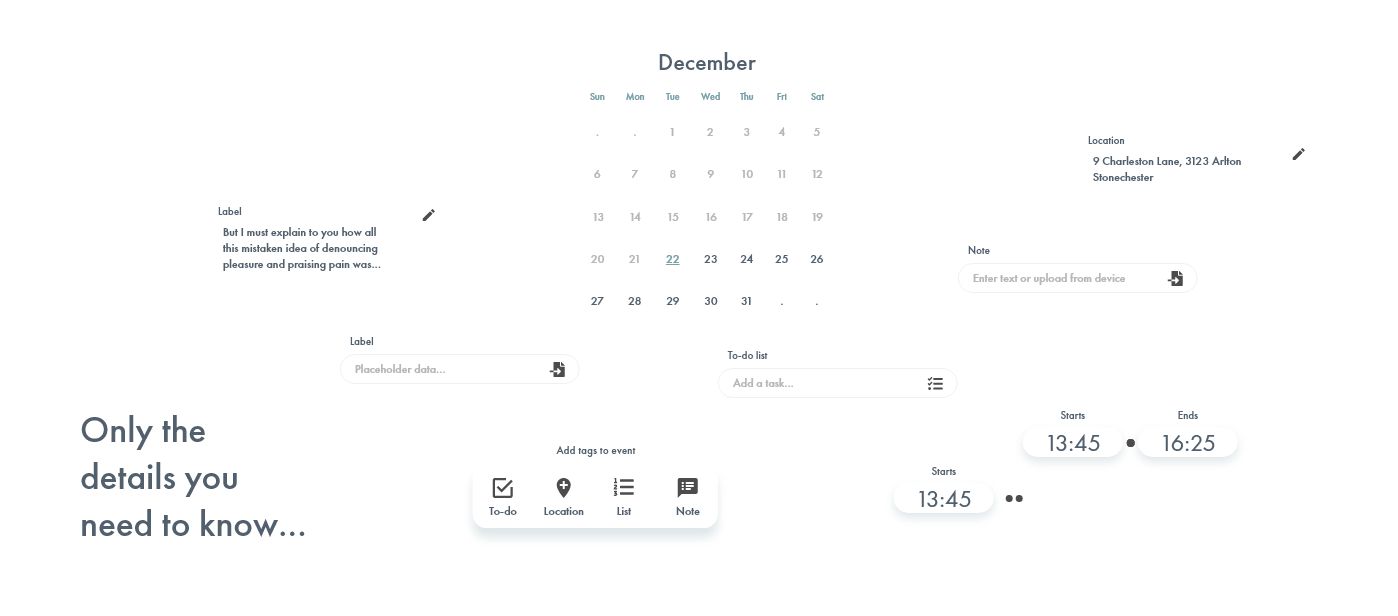 December
Sun Mon Tue Wed Thu Fri Sat
. . 1 2 3 4 5
6 7 8 9 10 11 12
13 14 15 16 17 18 19
20 21 22 23 24 25 26
27 28 29 30 31 . .
Location
9 Charleston Lane, 3123 Arlton
Stonechester
Label
But I must explain to you how all
this mistaken idea of denouncing
pleasure and praising pain was...
Note
Enter text or upload from device
Label
Placeholder data...
To-do list
Add a task...
Only the
details you
need to know...
Add tags to event
To-do Location List Note
Starts Ends
13:45 16:25
Starts
13:45